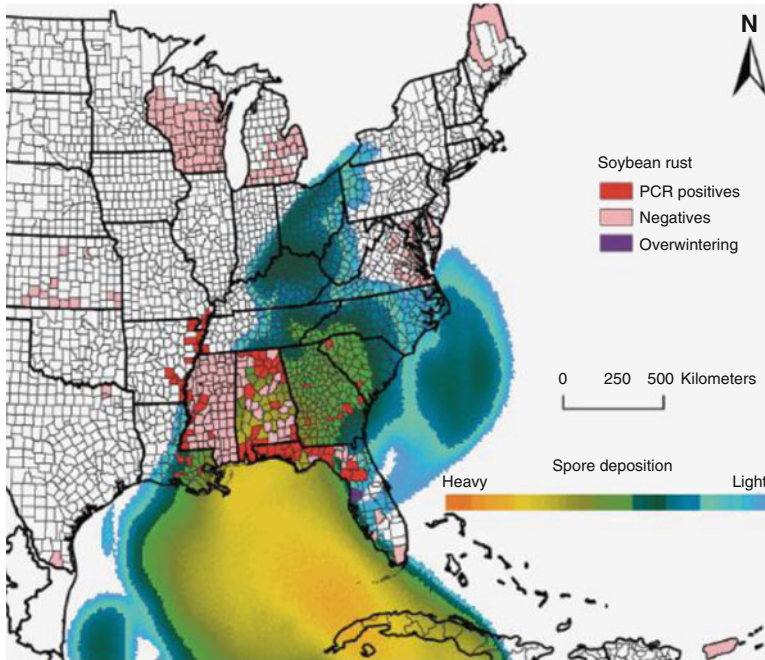 N
Soybean rust
PCR positives
Negatives
Overwintering
0 250 500 Kilometers
Spore deposition
Heavy Light